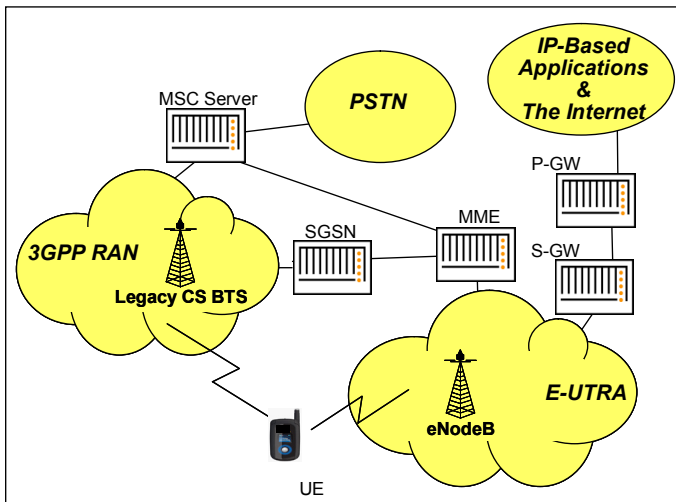 IP-Based
Applications
&
The Internet
MSC Server
PSTN
P-GW
MME
SGSN
3GPP RAN
S-GW
Legacy CS BTS
E-UTRA
eNodeB
UE